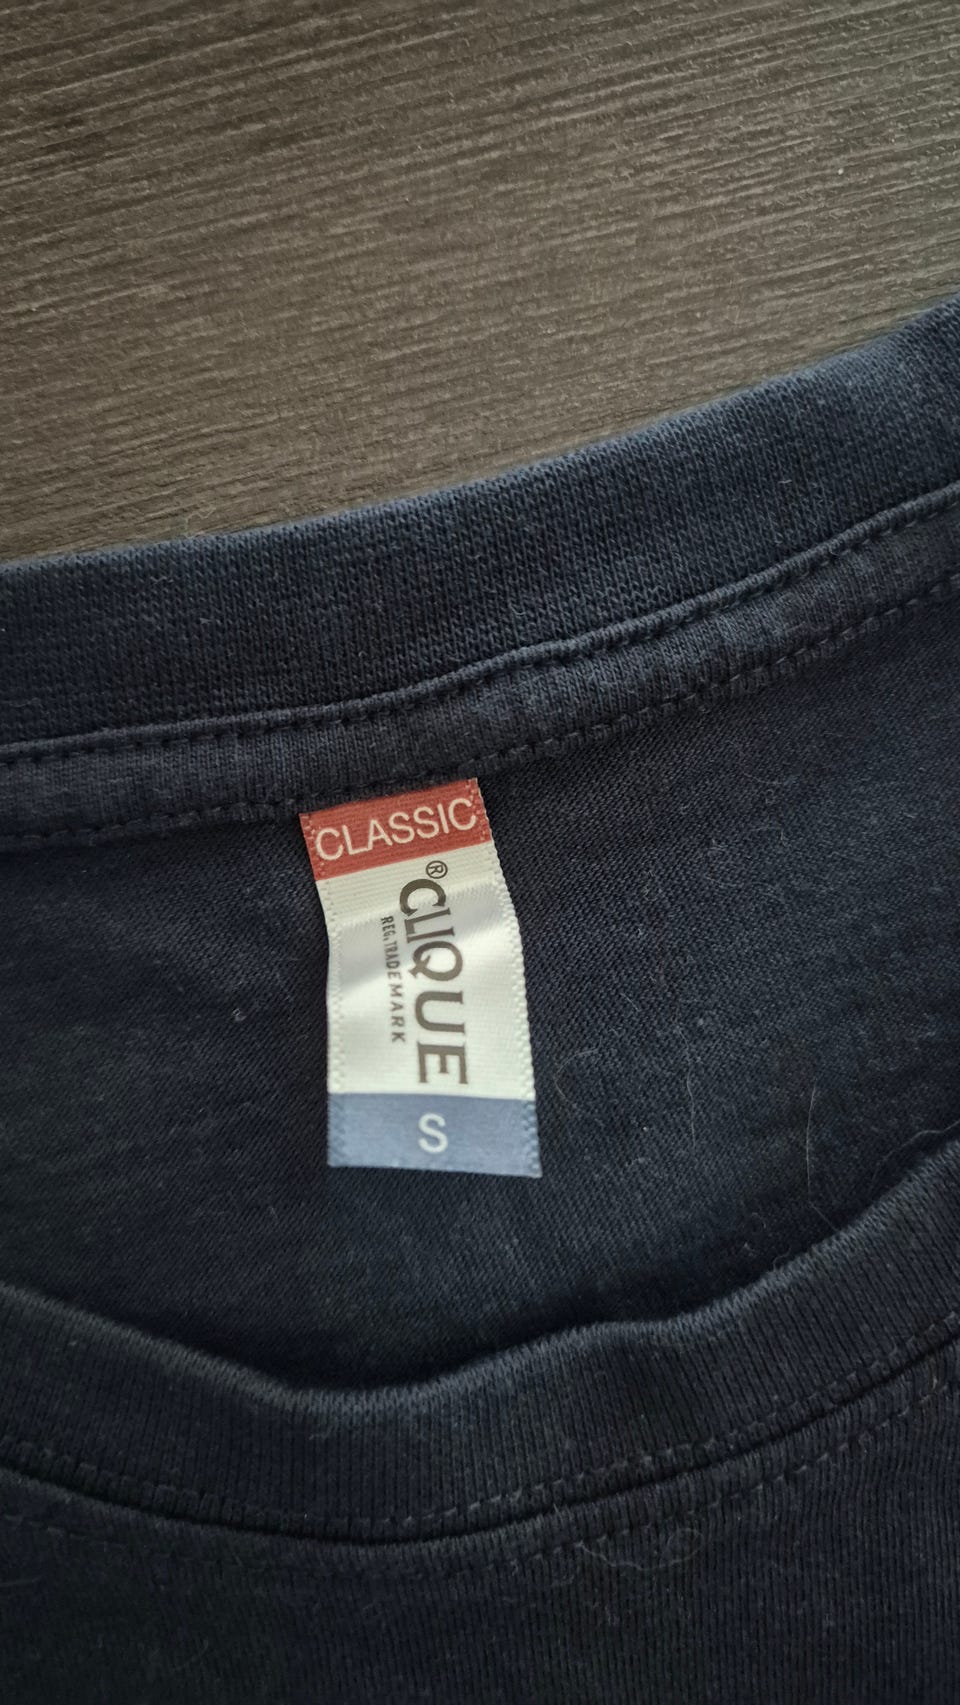 CLASSIC
CLIQUE®
REG. TRADEMARK
S